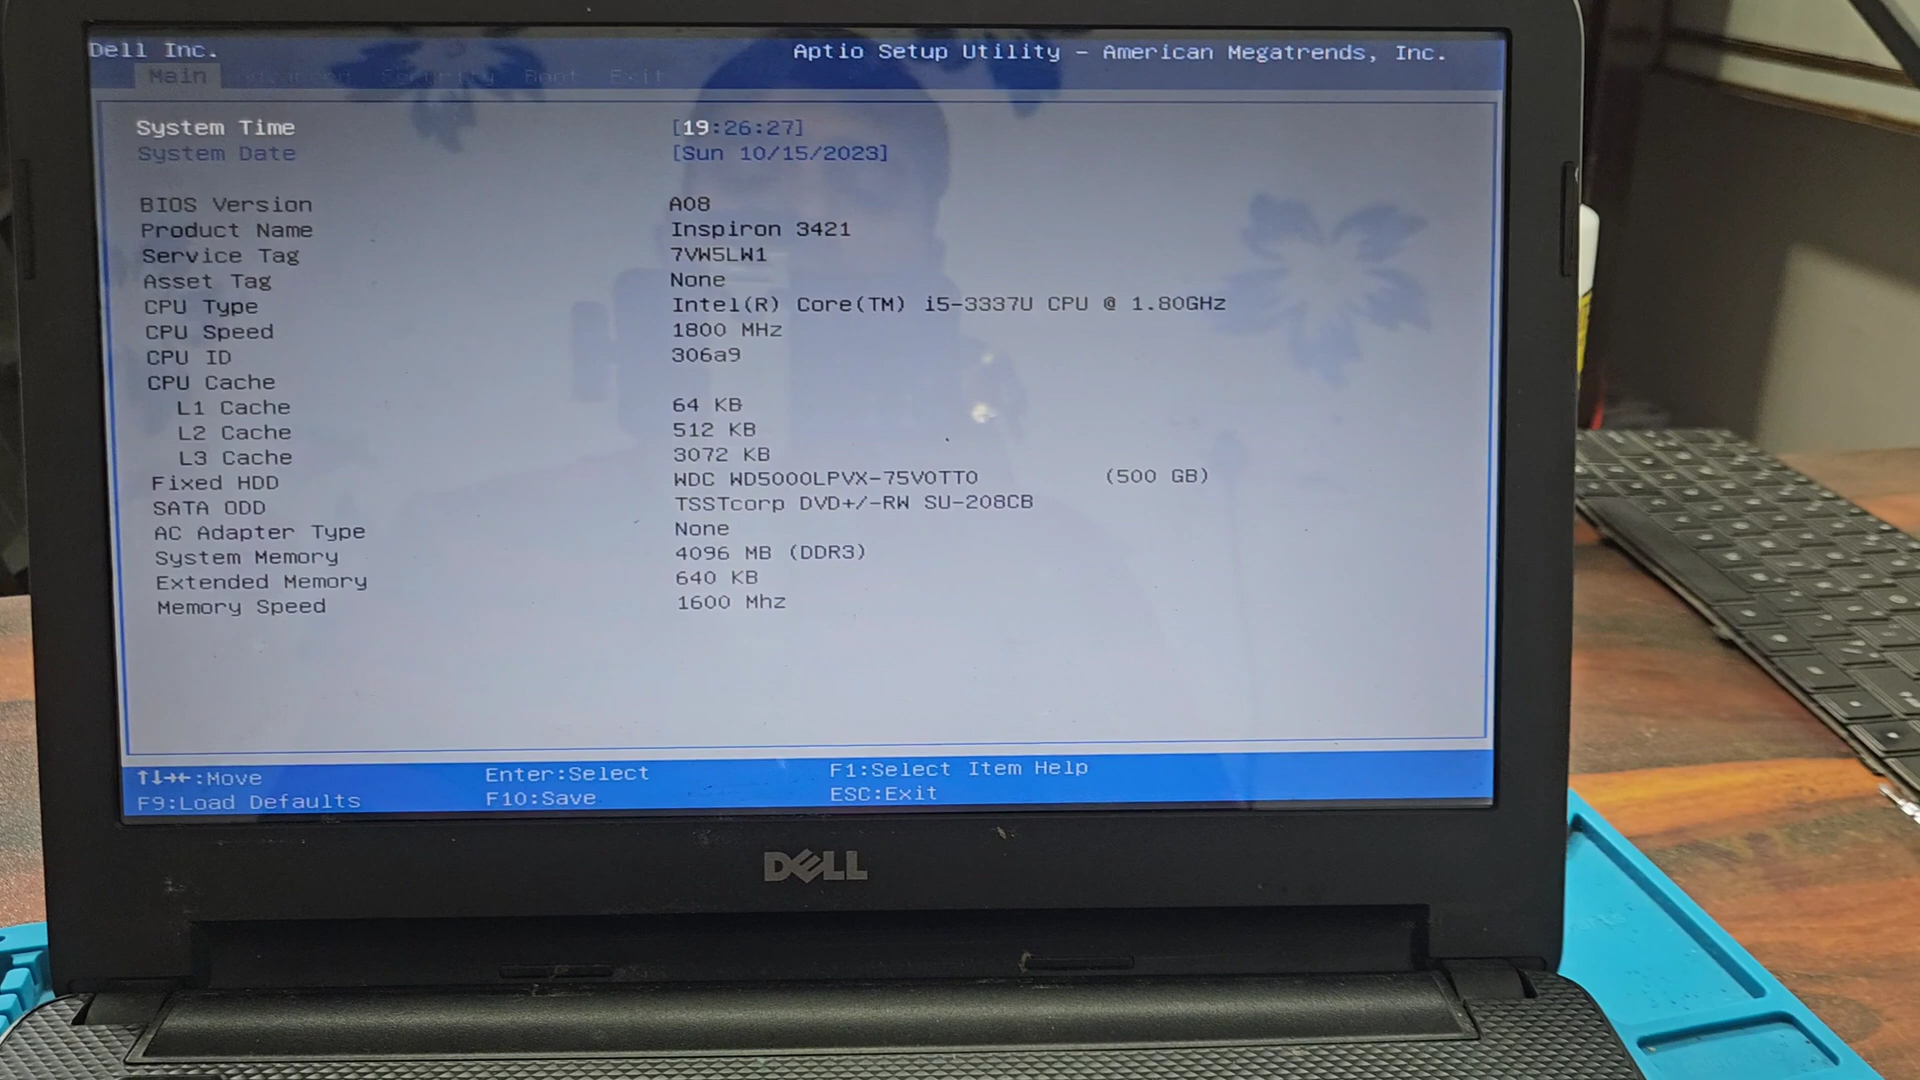 Dell Inc.
Aptio Setup Utility - American Megatrends, Inc.
Main Advanced Security Boot Exit
System Time [19:26:27]
System Date [Sun 10/15/2023]
BIOS Version A08
Product Name Inspiron 3421
Service Tag 7VW5LW1
Asset Tag None
CPU Type Intel(R) Core(TM) i5-3337U CPU @ 1.80GHz
CPU Speed 1800 MHz
CPU ID 306a9
CPU Cache
L1 Cache 64 KB
L2 Cache 512 KB
L3 Cache 3072 KB
Fixed HDD WDC WD5000LPVX-75V0TT0 (500 GB)
SATA ODD TSSTcorp DVD+/-RW SU-208CB
AC Adapter Type None
System Memory 4096 MB (DDR3)
Extended Memory 640 KB
Memory Speed 1600 Mhz
↑↓→←:Move Enter:Select F1:Select Item Help
F9:Load Defaults F10:Save ESC:Exit
DELL